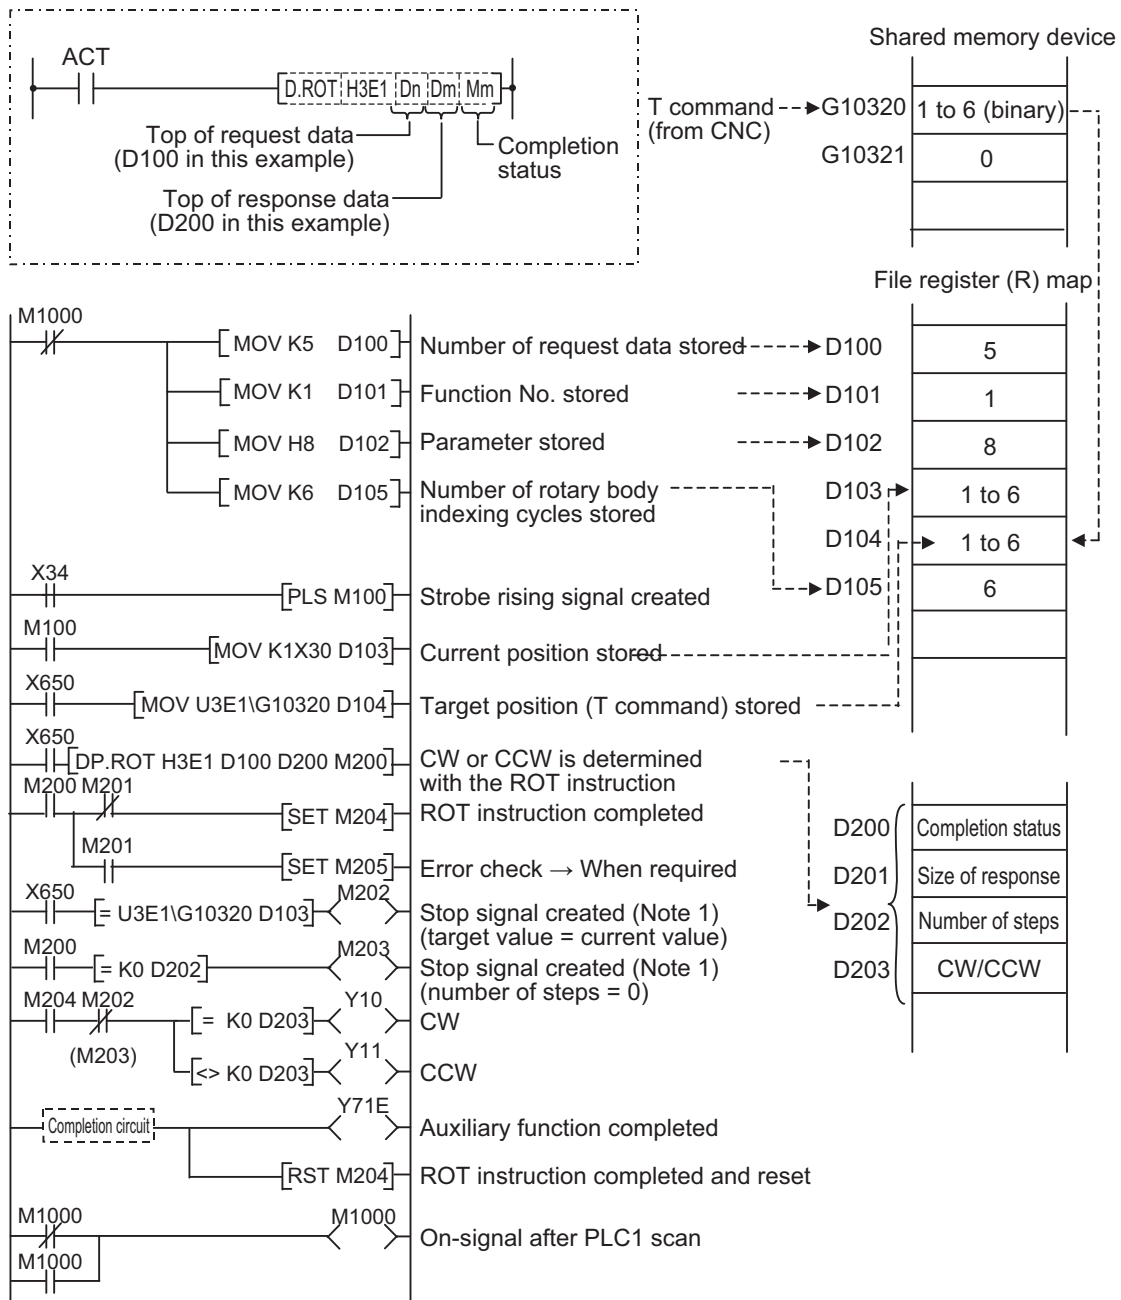 ACT
D.ROT H3E1 Dn Dm Mm
Top of request data
(D100 in this example)
Completion
status
Top of response data
(D200 in this example)
Shared memory device
T command
(from CNC)
G10320 1 to 6 (binary)
G10321 0
File register (R) map
M1000
MOV K5 D100 Number of request data stored D100 5
MOV K1 D101 Function No. stored D101 1
MOV H8 D102 Parameter stored D102 8
MOV K6 D105 Number of rotary body
indexing cycles stored
D103 1 to 6
D104 1 to 6
D105 6
X34
PLS M100 Strobe rising signal created
M100
MOV K1X30 D103 Current position stored
X650
MOV U3E1\G10320 D104 Target position (T command) stored
X650
DP.ROT H3E1 D100 D200 M200 CW or CCW is determined
with the ROT instruction
M200 M201
SET M204 ROT instruction completed
M201
SET M205 Error check → When required
X650 M202
= U3E1\G10320 D103 Stop signal created (Note 1)
(target value = current value)
M200 M203
= K0 D202 Stop signal created (Note 1)
(number of steps = 0)
D200 Completion status
D201 Size of response
D202 Number of steps
D203 CW/CCW
M204 M202 Y10
= K0 D203 CW
(M203)
Y11
<> K0 D203 CCW
Y71E
Completion circuit Auxiliary function completed
RST M204 ROT instruction completed and reset
M1000 M1000
On-signal after PLC1 scan
M1000